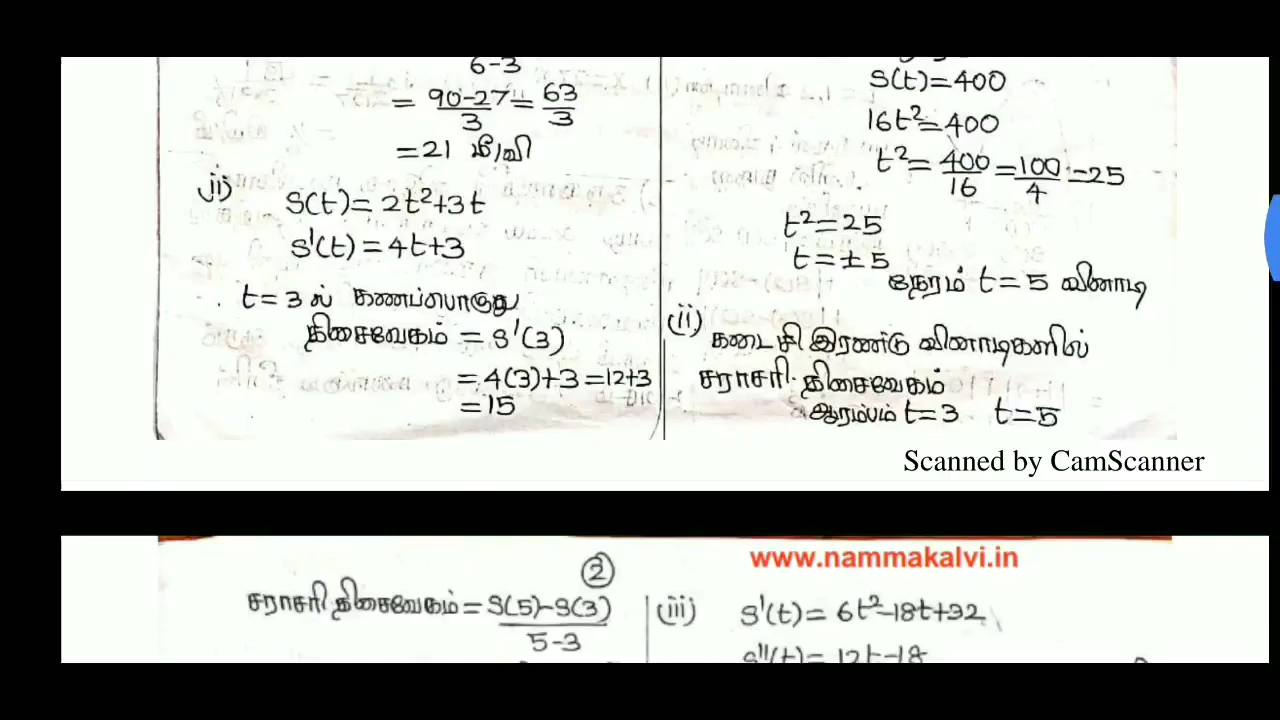 6-3
= 90-27/3 = 63/3
= 21 மீ/வி
ii)
S(t) = 2t²+3t
S'(t) = 4t+3
t = 3 ல் கணப்பொழுது
திசைவேகம் = S'(3)
= 4(3)+3 = 12+3
= 15
S(t) = 400
16t² = 400
t² = 400/16 = 100/4 = 25
t² = 25
t = ± 5
நேரம் t = 5 வினாடி
(ii)
கடைசி இரண்டு வினாடிகளில்
சராசரி திசைவேகம்
ஆரம்பம் t = 3 t = 5
Scanned by CamScanner
www.nammakalvi.in
②
சராசரி திசைவேகம் = S(5)-S(3)/5-3
(iii) S'(t) = 6t²-18t+32
S''(t) = 12t-18